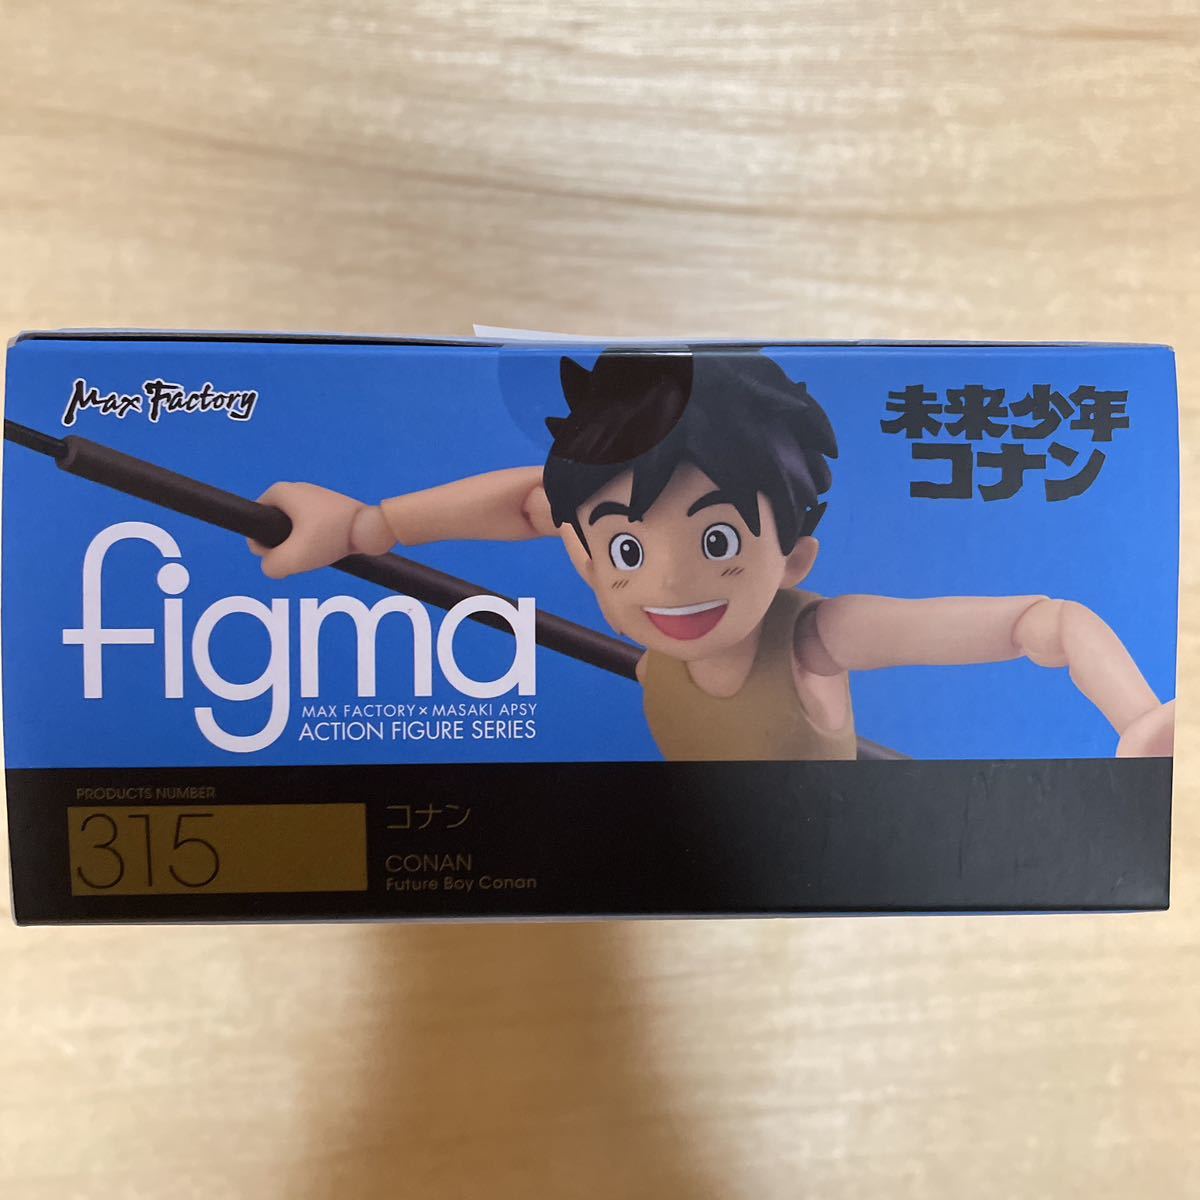 Max Factory
未来少年
コナン
figma
MAX FACTORY×MASAKI APSY
ACTION FIGURE SERIES
PRODUCTS NUMBER
315
コナン
CONAN
Future Boy Conan